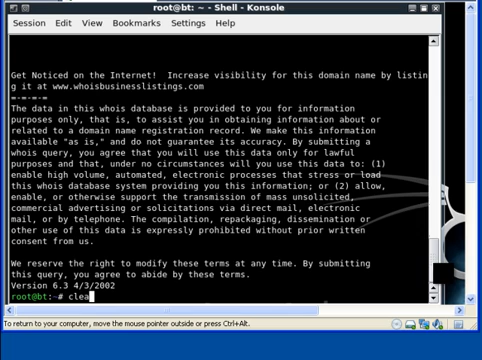 root@bt: ~ - Shell - Konsole
Session Edit View Bookmarks Settings Help
Get Noticed on the Internet! Increase visibility for this domain name by listin
g it at www.whoisbusinesslistings.com
=-=-=-=
The data in this whois database is provided to you for information
purposes only, that is, to assist you in obtaining information about or
related to a domain name registration record. We make this information
available "as is," and do not guarantee its accuracy. By submitting a
whois query, you agree that you will use this data only for lawful
purposes and that, under no circumstances will you use this data to: (1)
enable high volume, automated, electronic processes that stress or load
this whois database system providing you this information; or (2) allow,
enable, or otherwise support the transmission of mass unsolicited,
commercial advertising or solicitations via direct mail, electronic
mail, or by telephone. The compilation, repackaging, dissemination or
other use of this data is expressly prohibited without prior written
consent from us.
We reserve the right to modify these terms at any time. By submitting
this query, you agree to abide by these terms.
Version 6.3 4/3/2002
root@bt:~# clea
To return to your computer, move the mouse pointer outside or press Ctrl+Alt.